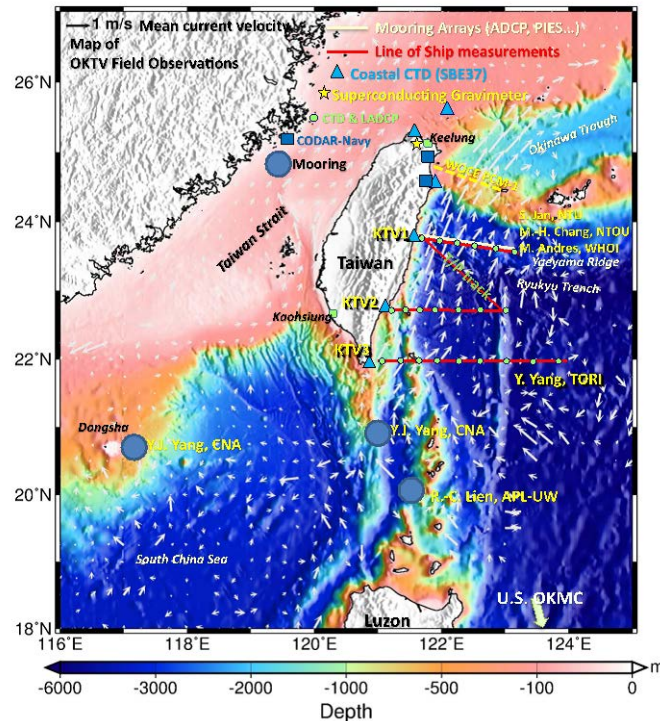 1 m/s Mean current velocity
Map of
OKTV Field Observations
Mooring Arrays (ADCP, PIES...)
Line of Ship measurements
Coastal CTD (SBE37)
Superconducting Gravimeter
CTD & LADCP
CODAR-Navy
Mooring
Keelung
Okinawa Trough
Taiwan Strait
S. Jan, NTU
KTV1
M.-H. Chang, NTOU
M. Andres, WHOI
Taiwan
Yaeyama Ridge
Ryukyu Trench
KTV2
Kaohsiung
KTV3
Y. Yang, TORI
Dongsha
Y.J. Yang, CNA
Y.J. Yang, CNA
R.-C. Lien, APL-UW
South China Sea
U.S. OKMC
Luzon
26°N
24°N
22°N
20°N
18°N
116°E
118°E
120°E
122°E
124°E
m
-6000
-3000
-1000
-500
-100
0
Depth